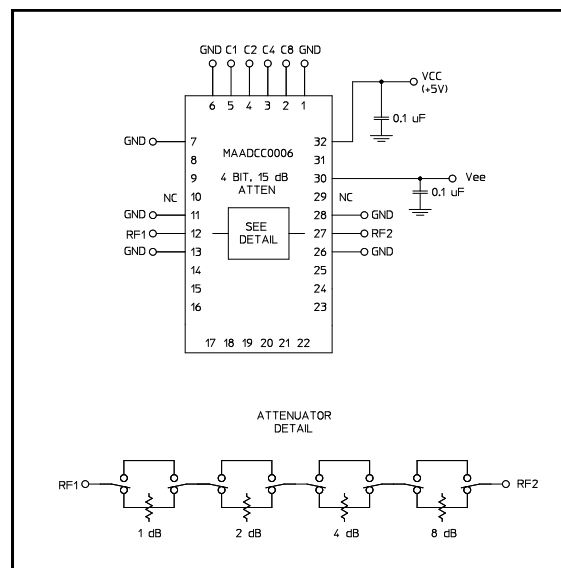 GND C1 C2 C4 C8 GND
6 5 4 3 2 1
VCC
(+5V)
0.1 uF
GND 7 MAADCC0006 32
8 31
9 4 BIT, 15 dB 30 Vee
ATTEN
NC 10 29 NC 0.1 uF
GND 11 28 GND
RF1 12 SEE 27 RF2
DETAIL
GND 13 26 GND
14 25
15 24
16 23
17 18 19 20 21 22
ATTENUATOR
DETAIL
RF1 RF2
1 dB 2 dB 4 dB 8 dB